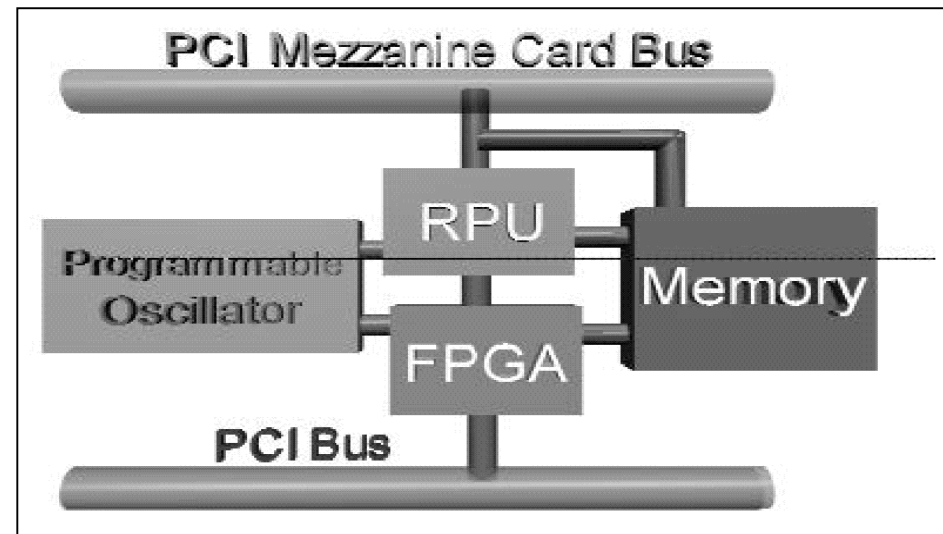 PCI Mezzanine Card Bus
RPU
Programmable
Oscillator
Memory
FPGA
PCI Bus